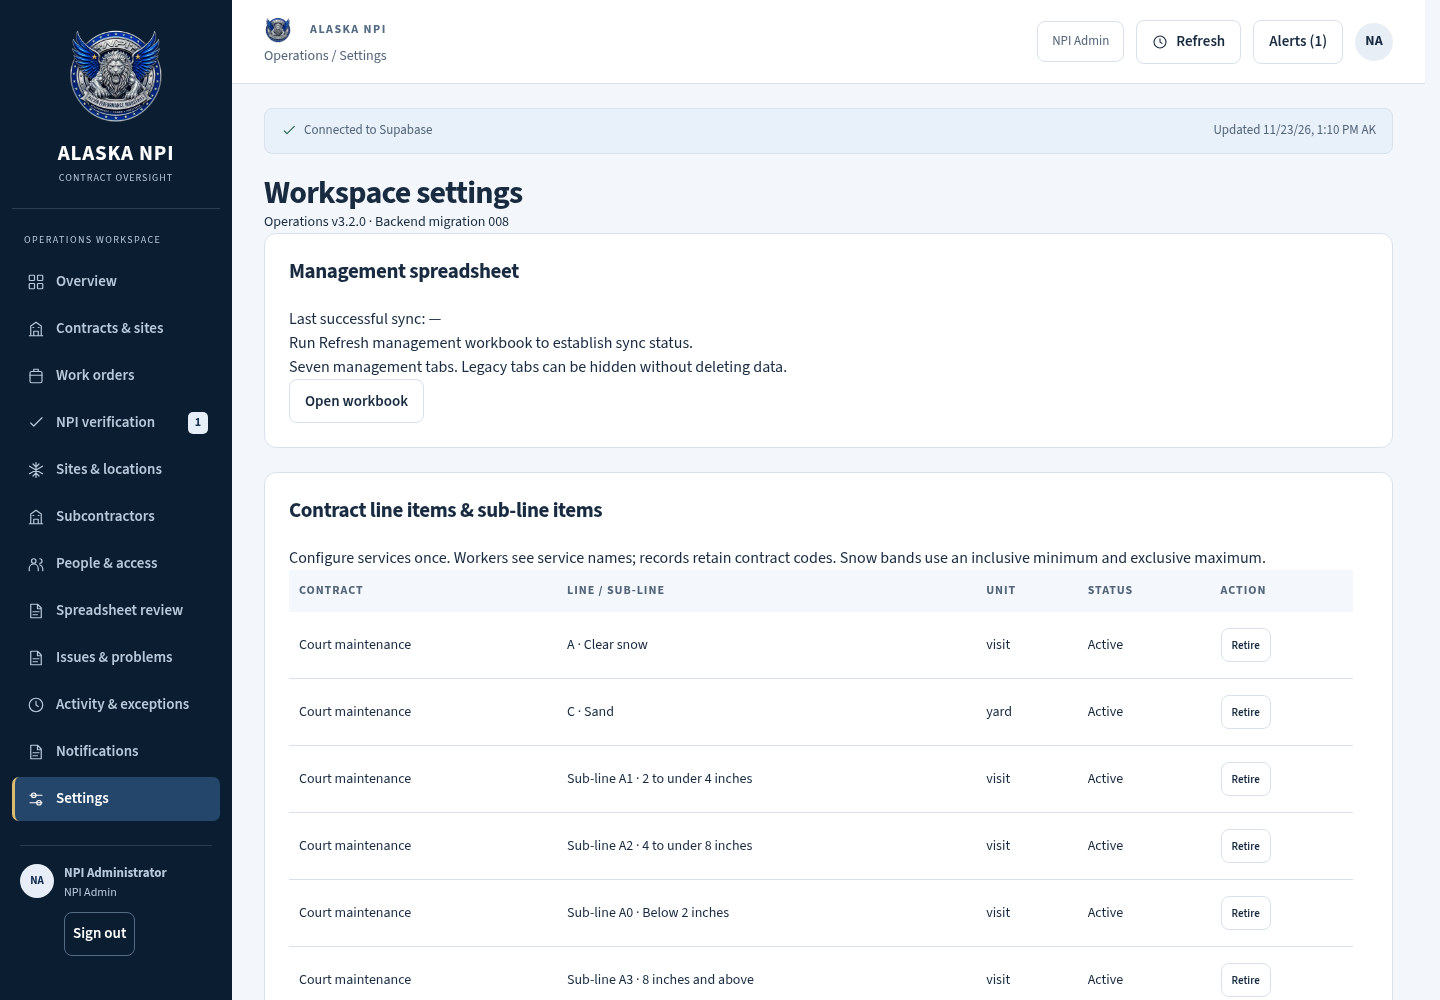 ALASKA NPI
CONTRACT OVERSIGHT
OPERATIONS WORKSPACE
Overview
Contracts & sites
Work orders
NPI verification 1
Sites & locations
Subcontractors
People & access
Spreadsheet review
Issues & problems
Activity & exceptions
Notifications
Settings
NA NPI Administrator
NPI Admin
Sign out
ALASKA NPI
Operations / Settings
NPI Admin Refresh Alerts (1) NA
Connected to Supabase Updated 11/23/26, 1:10 PM AK
Workspace settings
Operations v3.2.0 · Backend migration 008
Management spreadsheet
Last successful sync: —
Run Refresh management workbook to establish sync status.
Seven management tabs. Legacy tabs can be hidden without deleting data.
Open workbook
Contract line items & sub-line items
Configure services once. Workers see service names; records retain contract codes. Snow bands use an inclusive minimum and exclusive maximum.
CONTRACT LINE / SUB-LINE UNIT STATUS ACTION
Court maintenance A · Clear snow visit Active Retire
Court maintenance C · Sand yard Active Retire
Court maintenance Sub-line A1 · 2 to under 4 inches visit Active Retire
Court maintenance Sub-line A2 · 4 to under 8 inches visit Active Retire
Court maintenance Sub-line A0 · Below 2 inches visit Active Retire
Court maintenance Sub-line A3 · 8 inches and above visit Active Retire